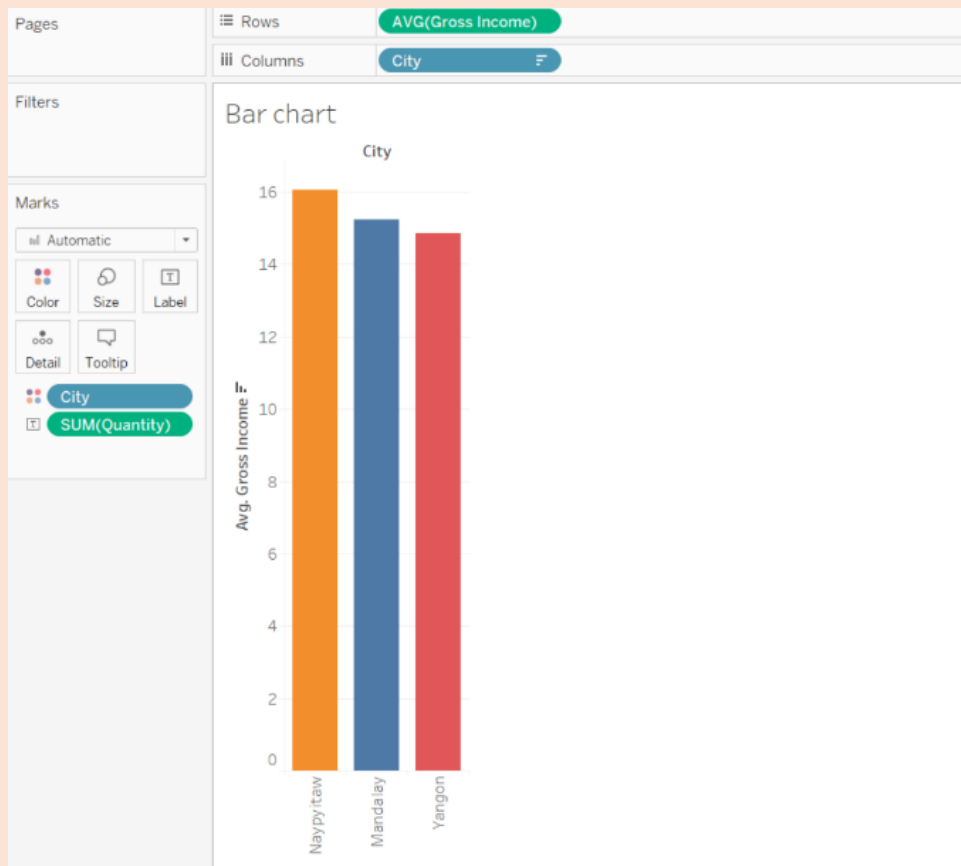 Pages
Rows
AVG(Gross Income)
Columns
City
Filters
Marks
Automatic
Color
Size
Label
Detail
Tooltip
City
SUM(Quantity)
Bar chart
City
Avg. Gross Income
16
14
12
10
8
6
4
2
0
Naypyitaw
Mandalay
Yangon